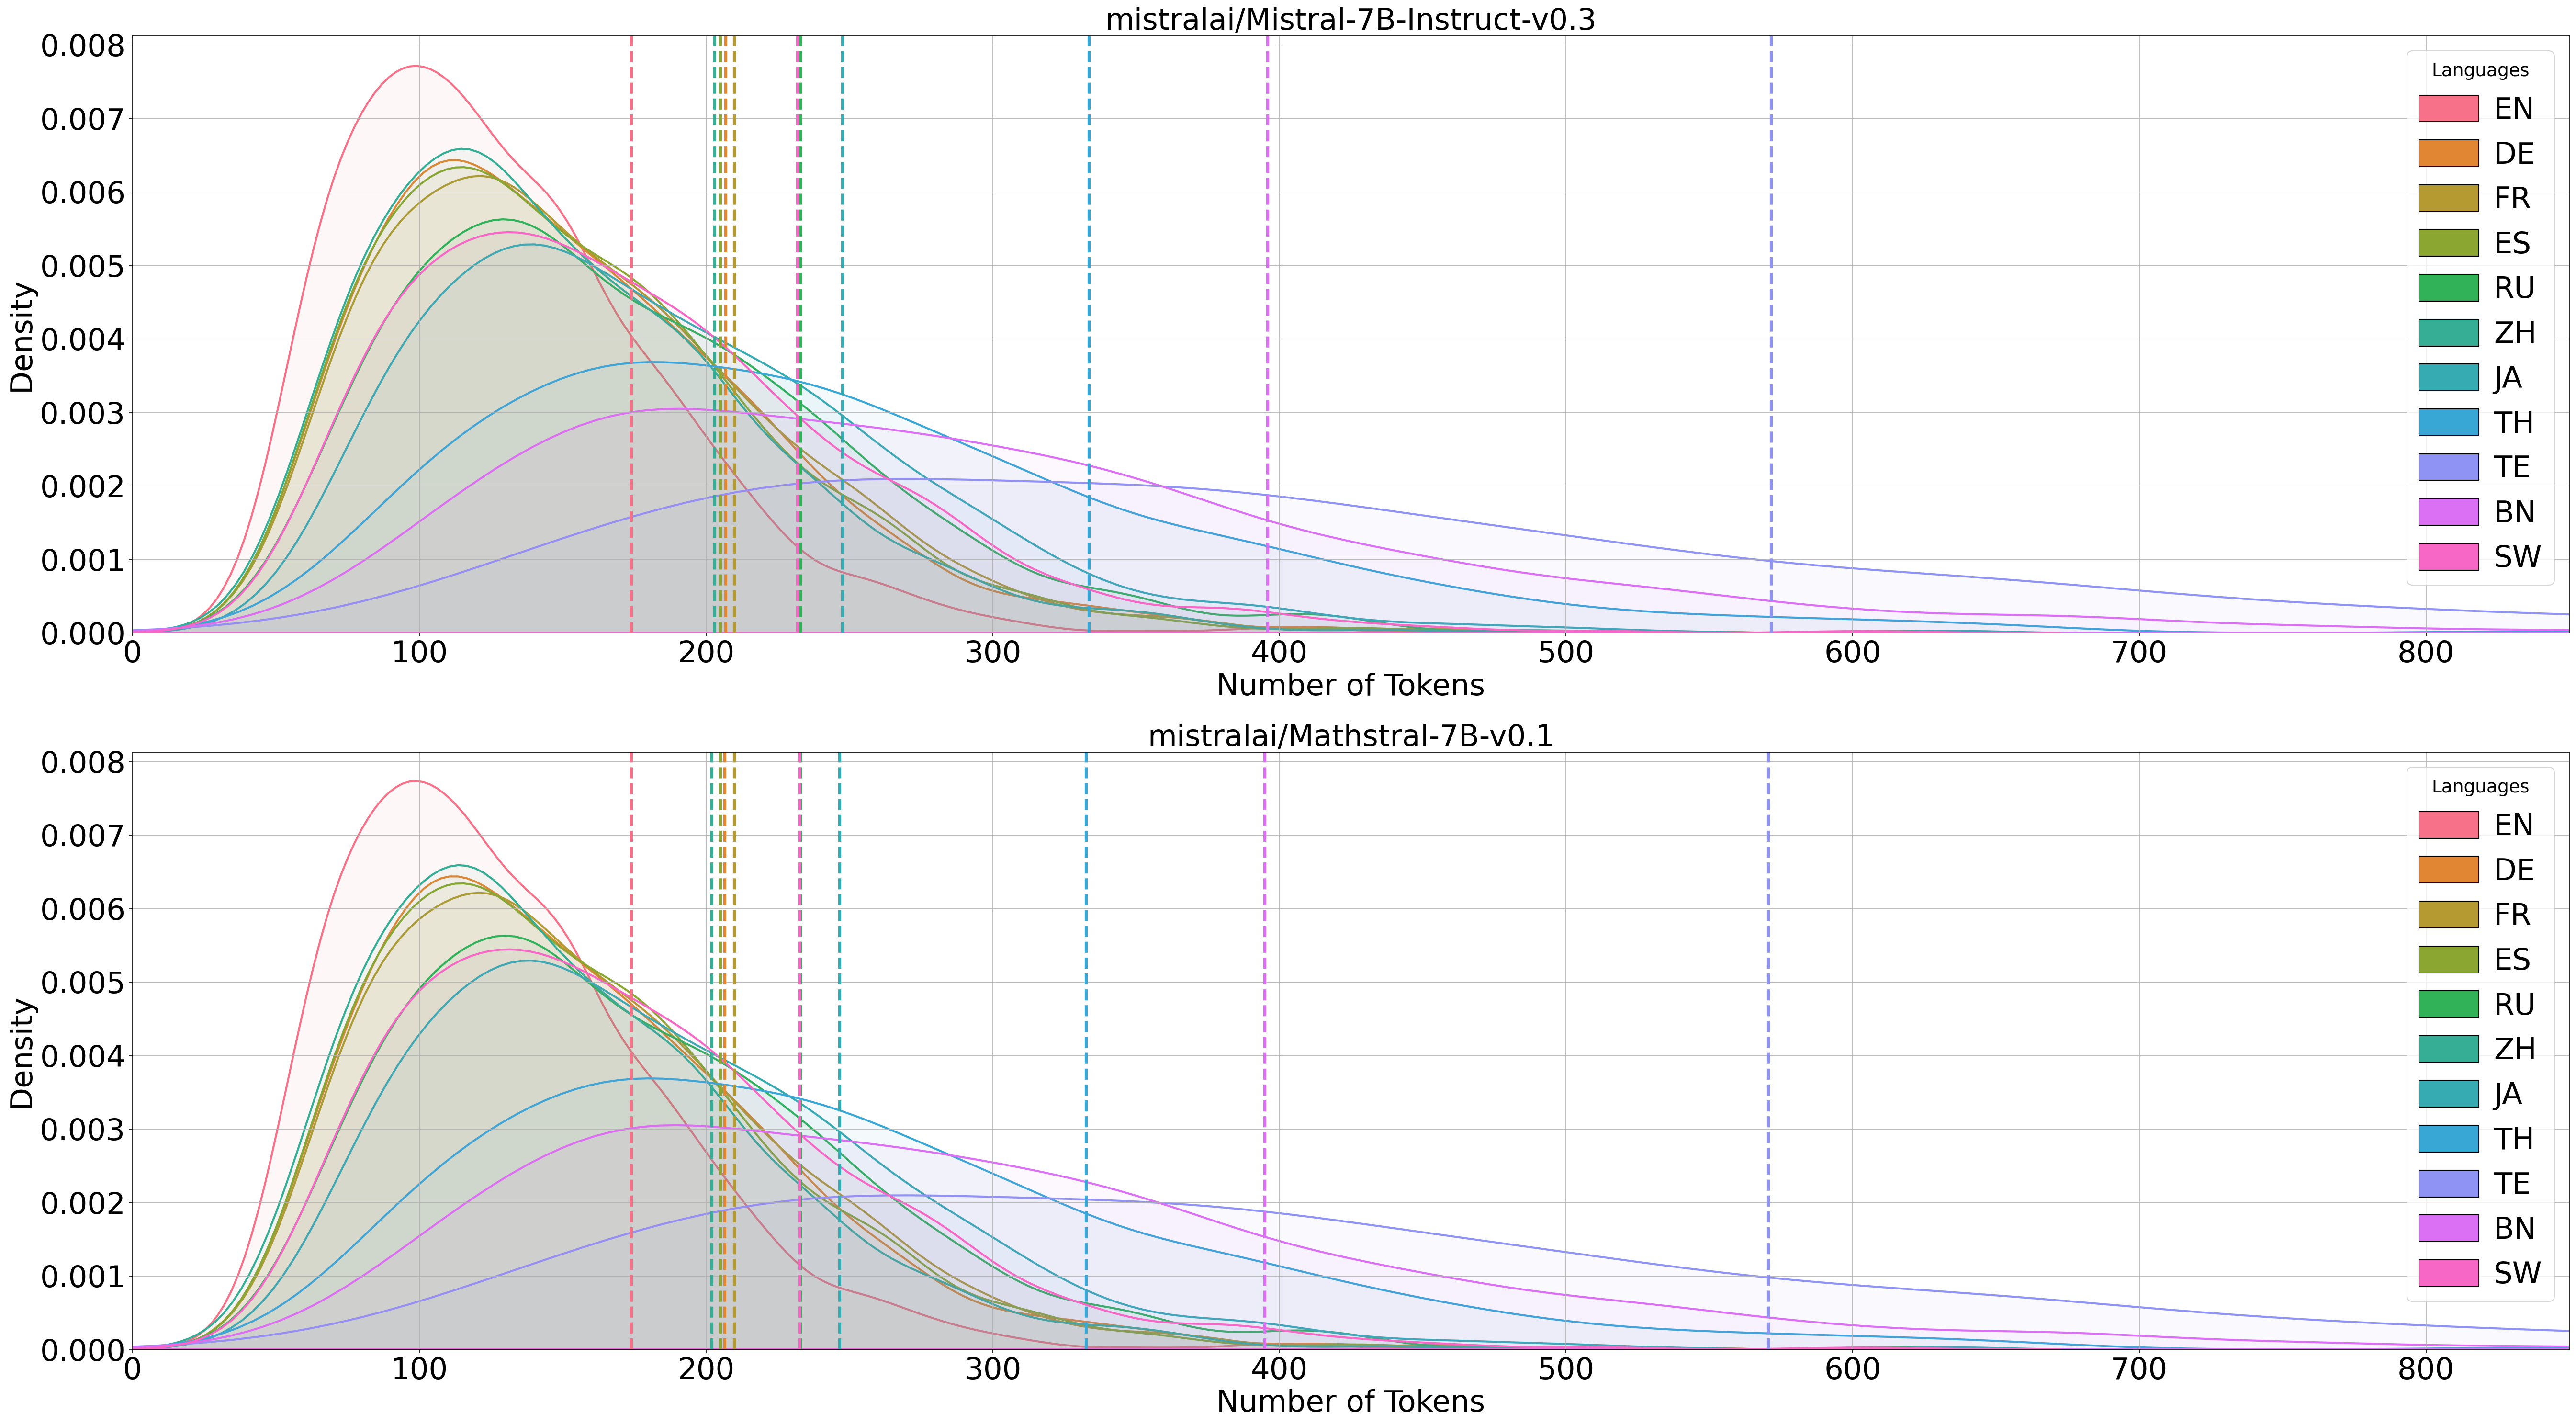 mistralai/Mistral-7B-Instruct-v0.3
0.008
0.007
0.006
0.005
0.004
0.003
0.002
0.001
0.000
Density
0 100 200 300 400 500 600 700 800
Number of Tokens
Languages
EN
DE
FR
ES
RU
ZH
JA
TH
TE
BN
SW
mistralai/Mathstral-7B-v0.1
0.008
0.007
0.006
0.005
0.004
0.003
0.002
0.001
0.000
Density
0 100 200 300 400 500 600 700 800
Number of Tokens
Languages
EN
DE
FR
ES
RU
ZH
JA
TH
TE
BN
SW